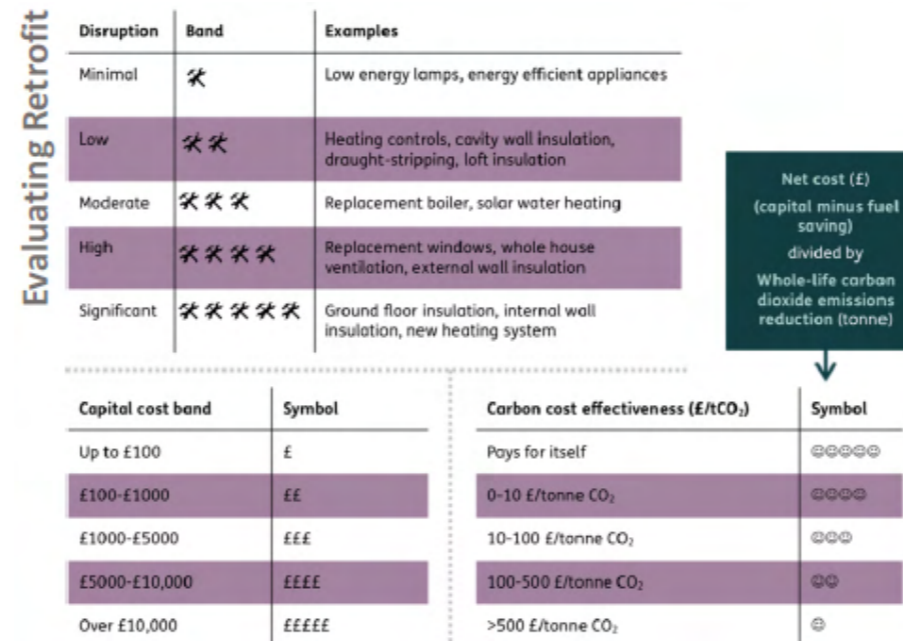 Evaluating Retrofit
Disruption Band Examples
Minimal Low energy lamps, energy efficient appliances
Low Heating controls, cavity wall insulation,
draught-stripping, loft insulation
Moderate Replacement boiler, solar water heating
High Replacement windows, whole house
ventilation, external wall insulation
Significant Ground floor insulation, internal wall
insulation, new heating system
Net cost (£)
(capital minus fuel
saving)
divided by
Whole-life carbon
dioxide emissions
reduction (tonne)
Capital cost band Symbol
Up to £100 £
£100-£1000 ££
£1000-£5000 £££
£5000-£10,000 ££££
Over £10,000 £££££
Carbon cost effectiveness (£/tCO₂) Symbol
Pays for itself ☺☺☺☺☺
0-10 £/tonne CO₂ ☺☺☺☺
10-100 £/tonne CO₂ ☺☺☺
100-500 £/tonne CO₂ ☺☺
>500 £/tonne CO₂ ☺